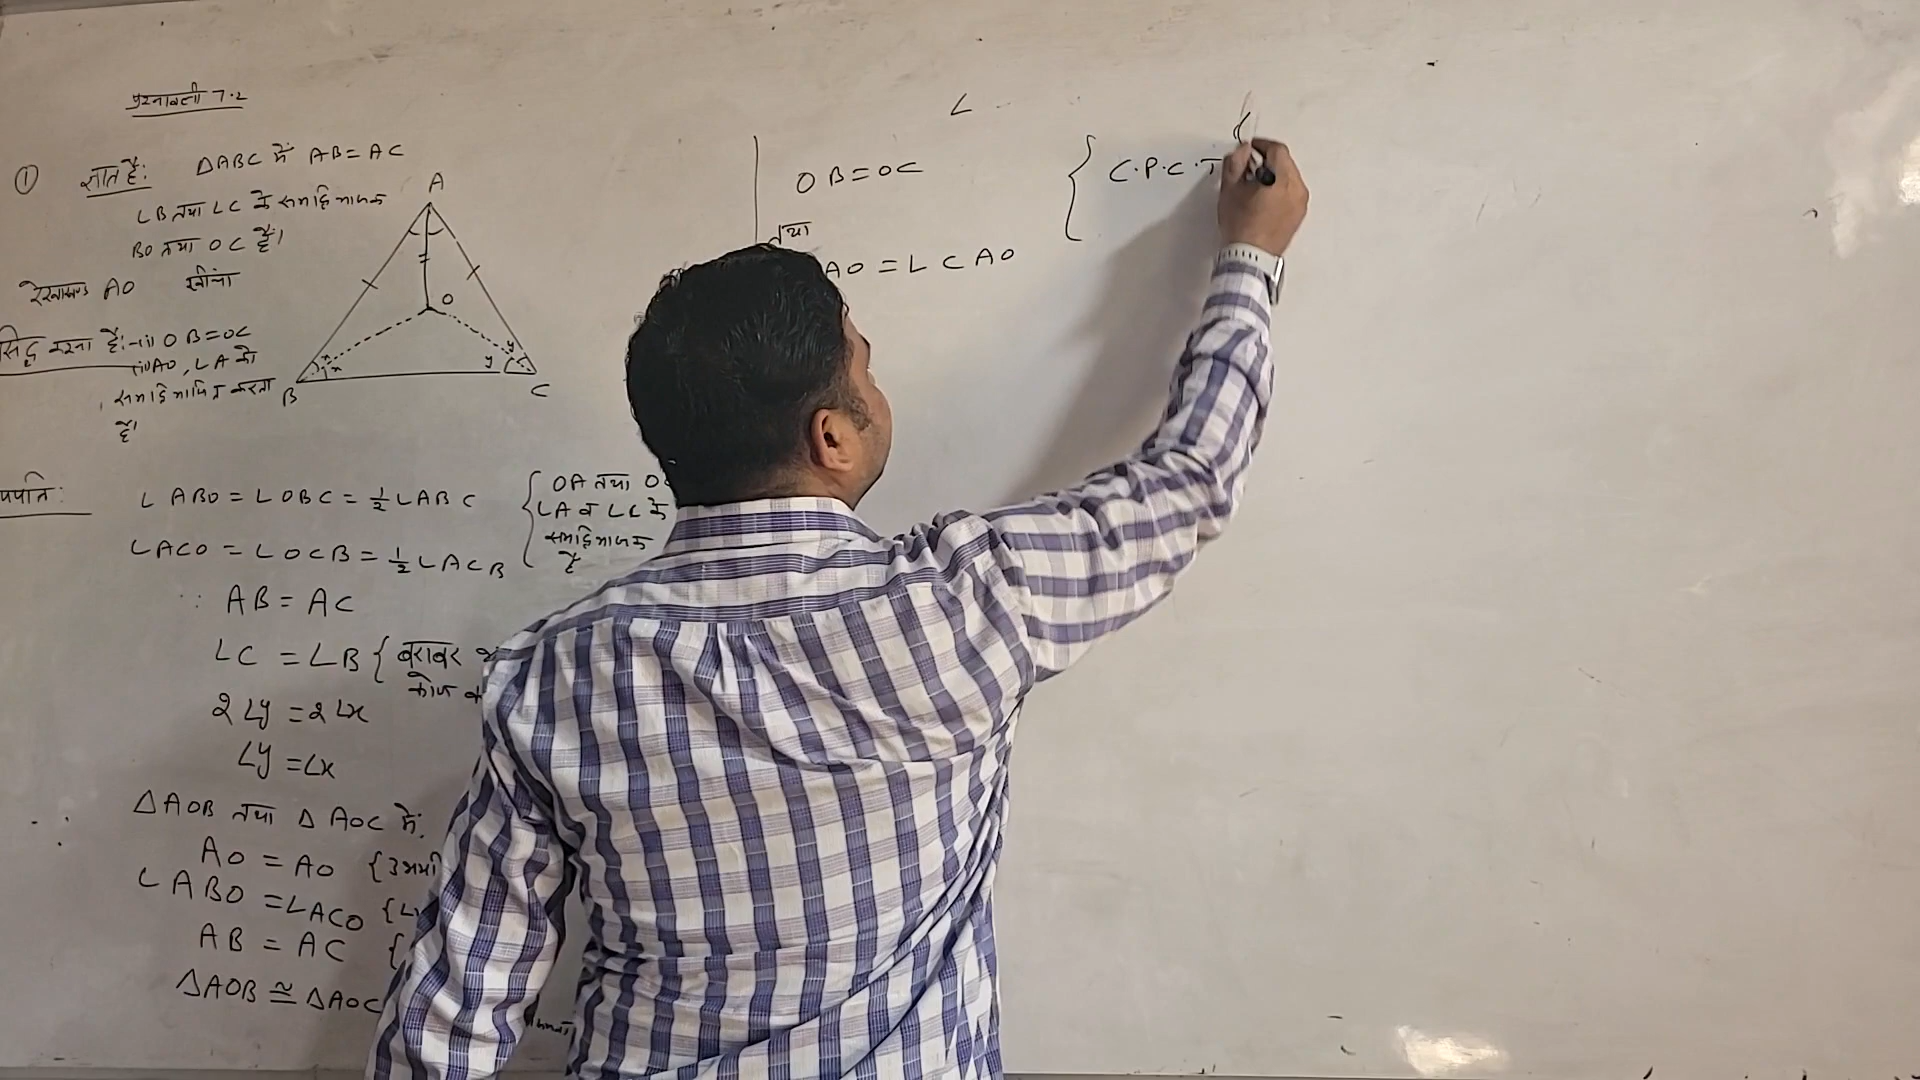 प्रश्नावली 7.2
① ज्ञात है: ΔABC में AB = AC
∠B तथा ∠C के समद्विभाजक
BO तथा OC हैं।
रेखाखण्ड AO खींचा
सिद्ध करना है:- (i) OB = OC
(ii) AO, ∠A को
समद्विभाजित करता
है।
A
O
x
x
y
y
B
C
∠ABO = ∠OBC = 1/2 ∠ABC
∠ACO = ∠OCB = 1/2 ∠ACB
{ OA तथा
∠A व ∠C के
समद्विभाजक
है
∵ AB = AC
∠C = ∠B { बराबर
कोण
2∠y = 2∠x
∠y = ∠x
ΔAOB तथा ΔAOC में,
AO = AO {
∠ABO = ∠ACO {
AB = AC {
ΔAOB ≅ ΔAOC
∠
OB = OC { C.P.C.T
तथा
AO = ∠CAO